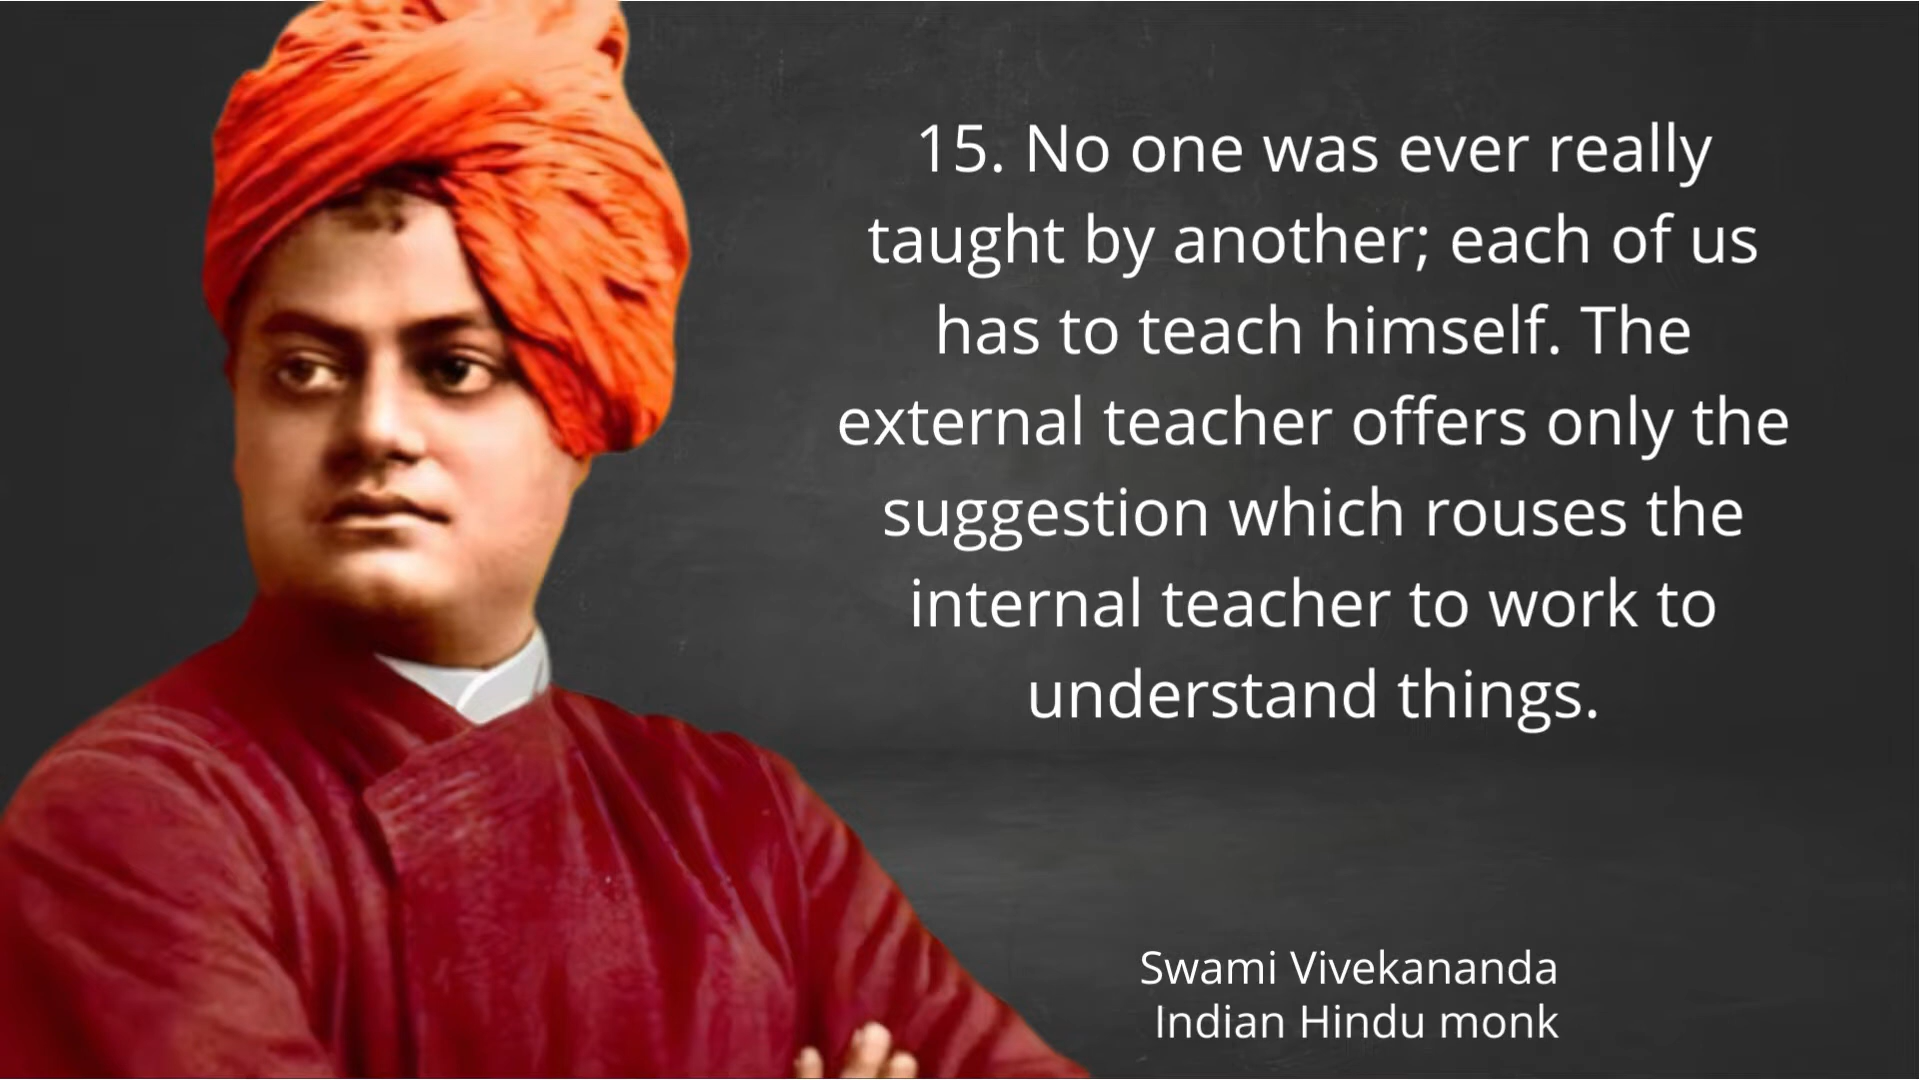 15. No one was ever really
taught by another; each of us
has to teach himself. The
external teacher offers only the
suggestion which rouses the
internal teacher to work to
understand things.
Swami Vivekananda
Indian Hindu monk